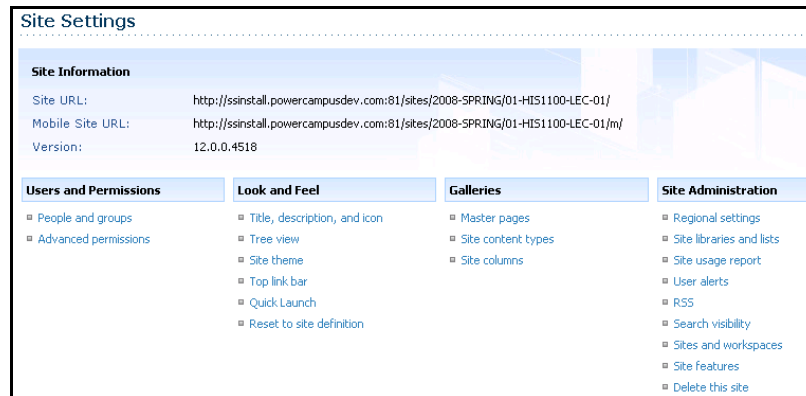 Site Settings
Site Information
Site URL: http://ssinstall.powercampusdev.com:81/sites/2008-SPRING/01-HIS1100-LEC-01/
Mobile Site URL: http://ssinstall.powercampusdev.com:81/sites/2008-SPRING/01-HIS1100-LEC-01/m/
Version: 12.0.0.4518
Users and Permissions
People and groups
Advanced permissions
Look and Feel
Title, description, and icon
Tree view
Site theme
Top link bar
Quick Launch
Reset to site definition
Galleries
Master pages
Site content types
Site columns
Site Administration
Regional settings
Site libraries and lists
Site usage report
User alerts
RSS
Search visibility
Sites and workspaces
Site features
Delete this site